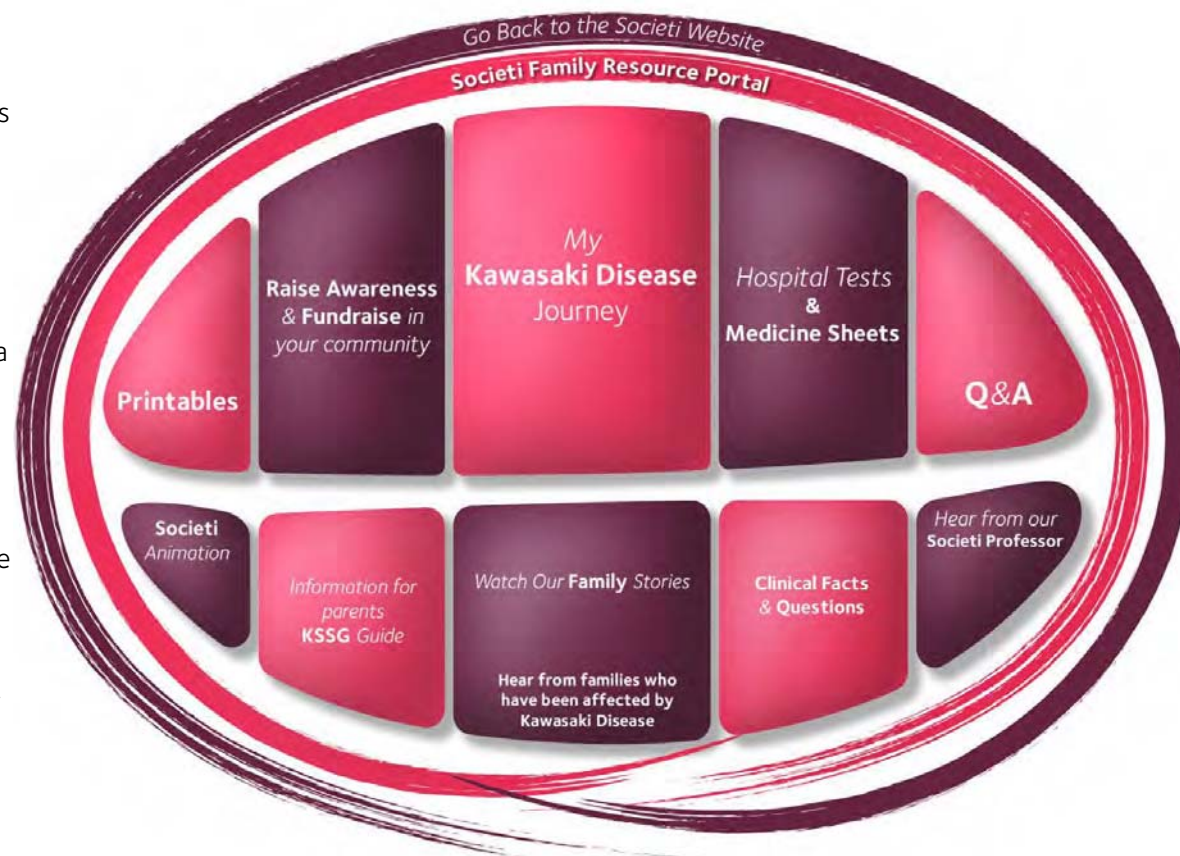 Go Back to the Societi Website
Societi Family Resource Portal
s
a
e
Printables
Raise Awareness
& Fundraise in
your community
My
Kawasaki Disease
Journey
Hospital Tests
&
Medicine Sheets
Q&A
Societi
Animation
Information for
parents
KSSG Guide
Watch Our Family Stories
Hear from families who
have been affected by
Kawasaki Disease
Clinical Facts
& Questions
Hear from our
Societi Professor